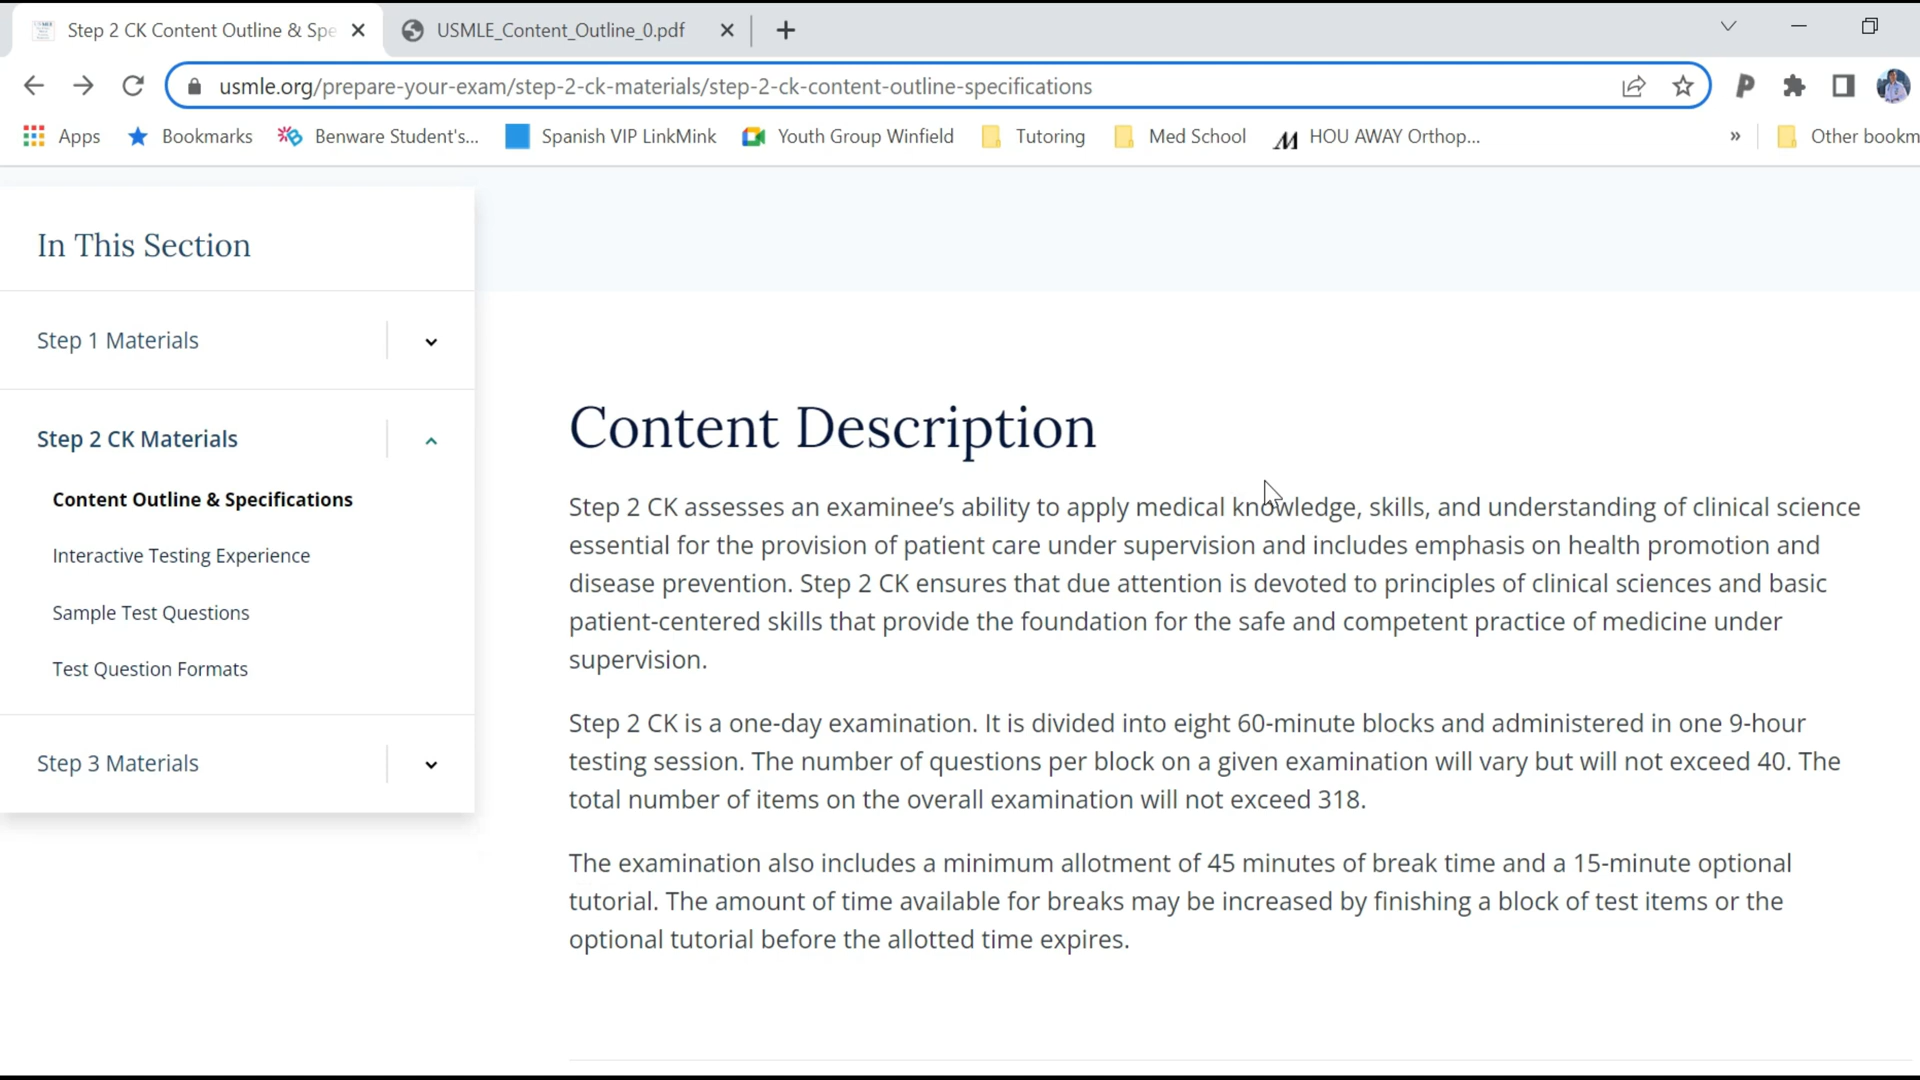 Step 2 CK Content Outline & Spe
USMLE_Content_Outline_0.pdf
usmle.org/prepare-your-exam/step-2-ck-materials/step-2-ck-content-outline-specifications
Apps
Bookmarks
Benware Student's...
Spanish VIP LinkMink
Youth Group Winfield
Tutoring
Med School
HOU AWAY Orthop...
»
Other bookm
In This Section
Step 1 Materials
Step 2 CK Materials
Content Outline & Specifications
Interactive Testing Experience
Sample Test Questions
Test Question Formats
Step 3 Materials
Content Description
Step 2 CK assesses an examinee’s ability to apply medical knowledge, skills, and understanding of clinical science
essential for the provision of patient care under supervision and includes emphasis on health promotion and
disease prevention. Step 2 CK ensures that due attention is devoted to principles of clinical sciences and basic
patient-centered skills that provide the foundation for the safe and competent practice of medicine under
supervision.
Step 2 CK is a one-day examination. It is divided into eight 60-minute blocks and administered in one 9-hour
testing session. The number of questions per block on a given examination will vary but will not exceed 40. The
total number of items on the overall examination will not exceed 318.
The examination also includes a minimum allotment of 45 minutes of break time and a 15-minute optional
tutorial. The amount of time available for breaks may be increased by finishing a block of test items or the
optional tutorial before the allotted time expires.